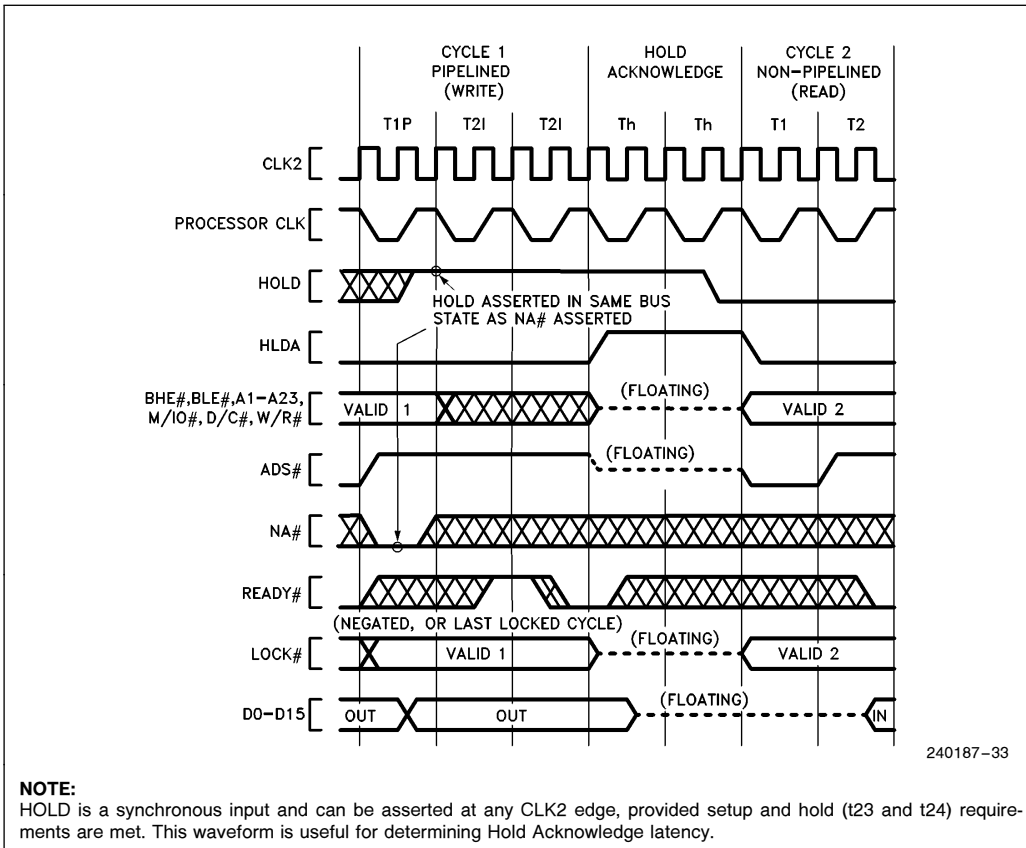 CYCLE 1
PIPELINED
(WRITE)
HOLD
ACKNOWLEDGE
CYCLE 2
NON-PIPELINED
(READ)
T1P T2I T2I Th Th T1 T2
CLK2
PROCESSOR CLK
HOLD
HOLD ASSERTED IN SAME BUS
STATE AS NA# ASSERTED
HLDA
BHE#,BLE#,A1-A23,
M/IO#,D/C#,W/R#
VALID 1
(FLOATING)
VALID 2
ADS#
(FLOATING)
NA#
READY#
(NEGATED, OR LAST LOCKED CYCLE)
LOCK#
VALID 1
(FLOATING)
VALID 2
D0-D15
OUT
OUT
(FLOATING)
IN
240187-33
NOTE:
HOLD is a synchronous input and can be asserted at any CLK2 edge, provided setup and hold (t23 and t24) require-
ments are met. This waveform is useful for determining Hold Acknowledge latency.